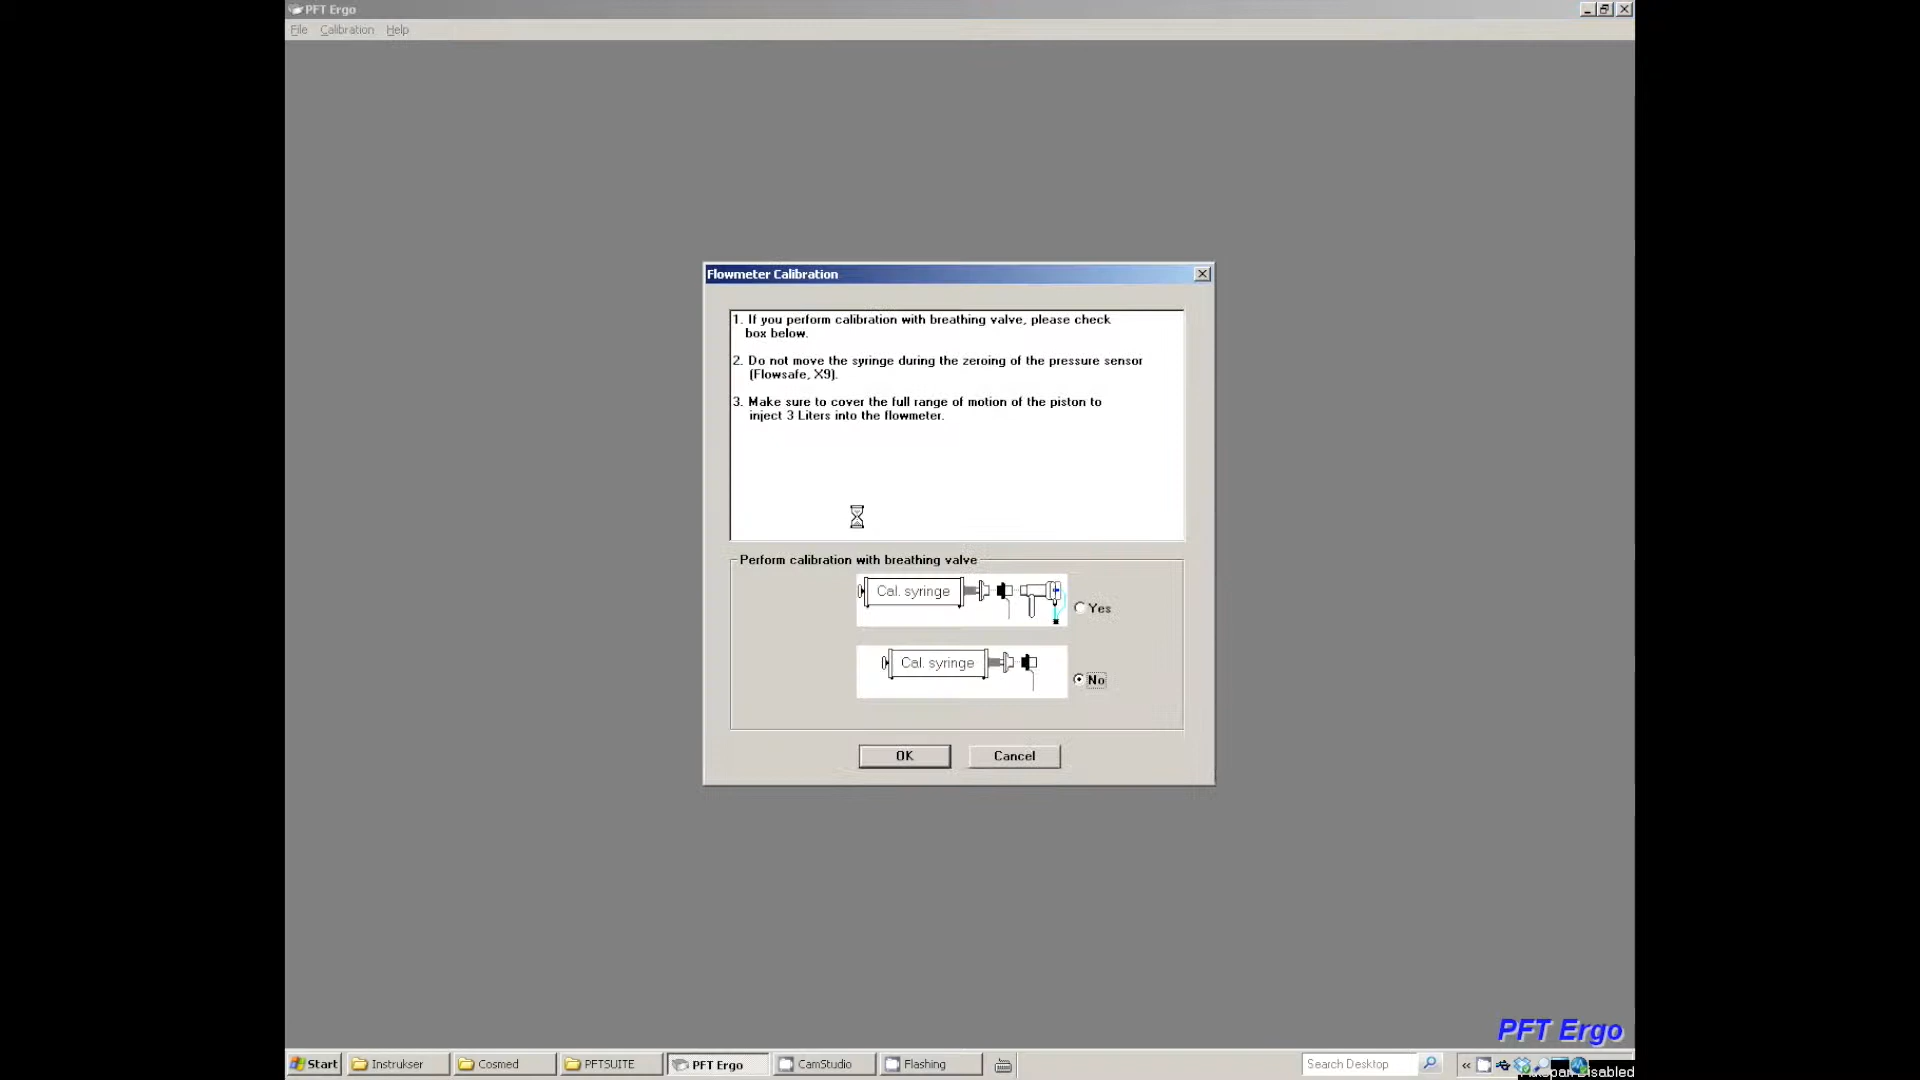 PFT Ergo
File Calibration Help
Flowmeter Calibration
1. If you perform calibration with breathing valve, please check
box below.
2. Do not move the syringe during the zeroing of the pressure sensor
(Flowsafe, X9).
3. Make sure to cover the full range of motion of the piston to
inject 3 Liters into the flowmeter.
Perform calibration with breathing valve
Cal. syringe
Yes
Cal. syringe
No
OK Cancel
PFT Ergo
Start Instrukser Cosmed PFTSUITE PFT Ergo CamStudio Flashing Search Desktop «
Disabled